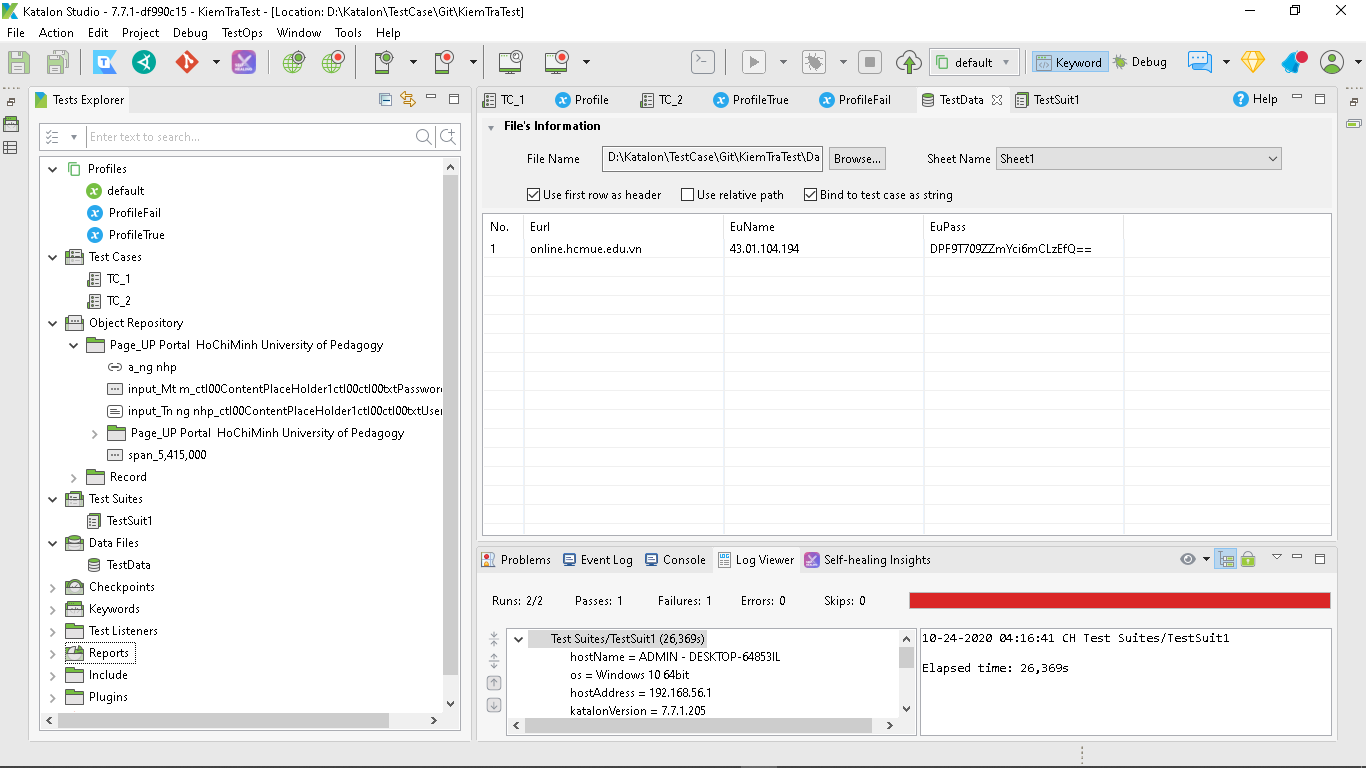 Katalon Studio - 7.7.1-df990c15 - KiemTraTest - [Location: D:\Katalon\TestCase\Git\KiemTraTest]
File Action Edit Project Debug TestOps Window Tools Help
default Keyword Debug
Tests Explorer
Enter text to search...
Profiles
default
ProfileFail
ProfileTrue
Test Cases
TC_1
TC_2
Object Repository
Page_UP Portal HoChiMinh University of Pedagogy
a_ng nhp
input_Mt m_ctl00ContentPlaceHolder1ctl00ctl00txtPassword
input_Tn ng nhp_ctl00ContentPlaceHolder1ctl00ctl00txtUser
Page_UP Portal HoChiMinh University of Pedagogy
span_5,415,000
Record
Test Suites
TestSuit1
Data Files
TestData
Checkpoints
Keywords
Test Listeners
Reports
Include
Plugins
TC_1 Profile TC_2 ProfileTrue ProfileFail TestData TestSuit1 Help
File's Information
File Name D:\Katalon\TestCase\Git\KiemTraTest\Da Browse... Sheet Name Sheet1
Use first row as header Use relative path Bind to test case as string
No. Eurl EuName EuPass
1 online.hcmue.edu.vn 43.01.104.194 DPF9T709ZZmYci6mCLzEfQ==
Problems Event Log Console Log Viewer Self-healing Insights
Runs: 2/2 Passes: 1 Failures: 1 Errors: 0 Skips: 0
Test Suites/TestSuit1 (26,369s)
hostName = ADMIN - DESKTOP-64853IL
os = Windows 10 64bit
hostAddress = 192.168.56.1
katalonVersion = 7.7.1.205
10-24-2020 04:16:41 CH Test Suites/TestSuit1
Elapsed time: 26,369s